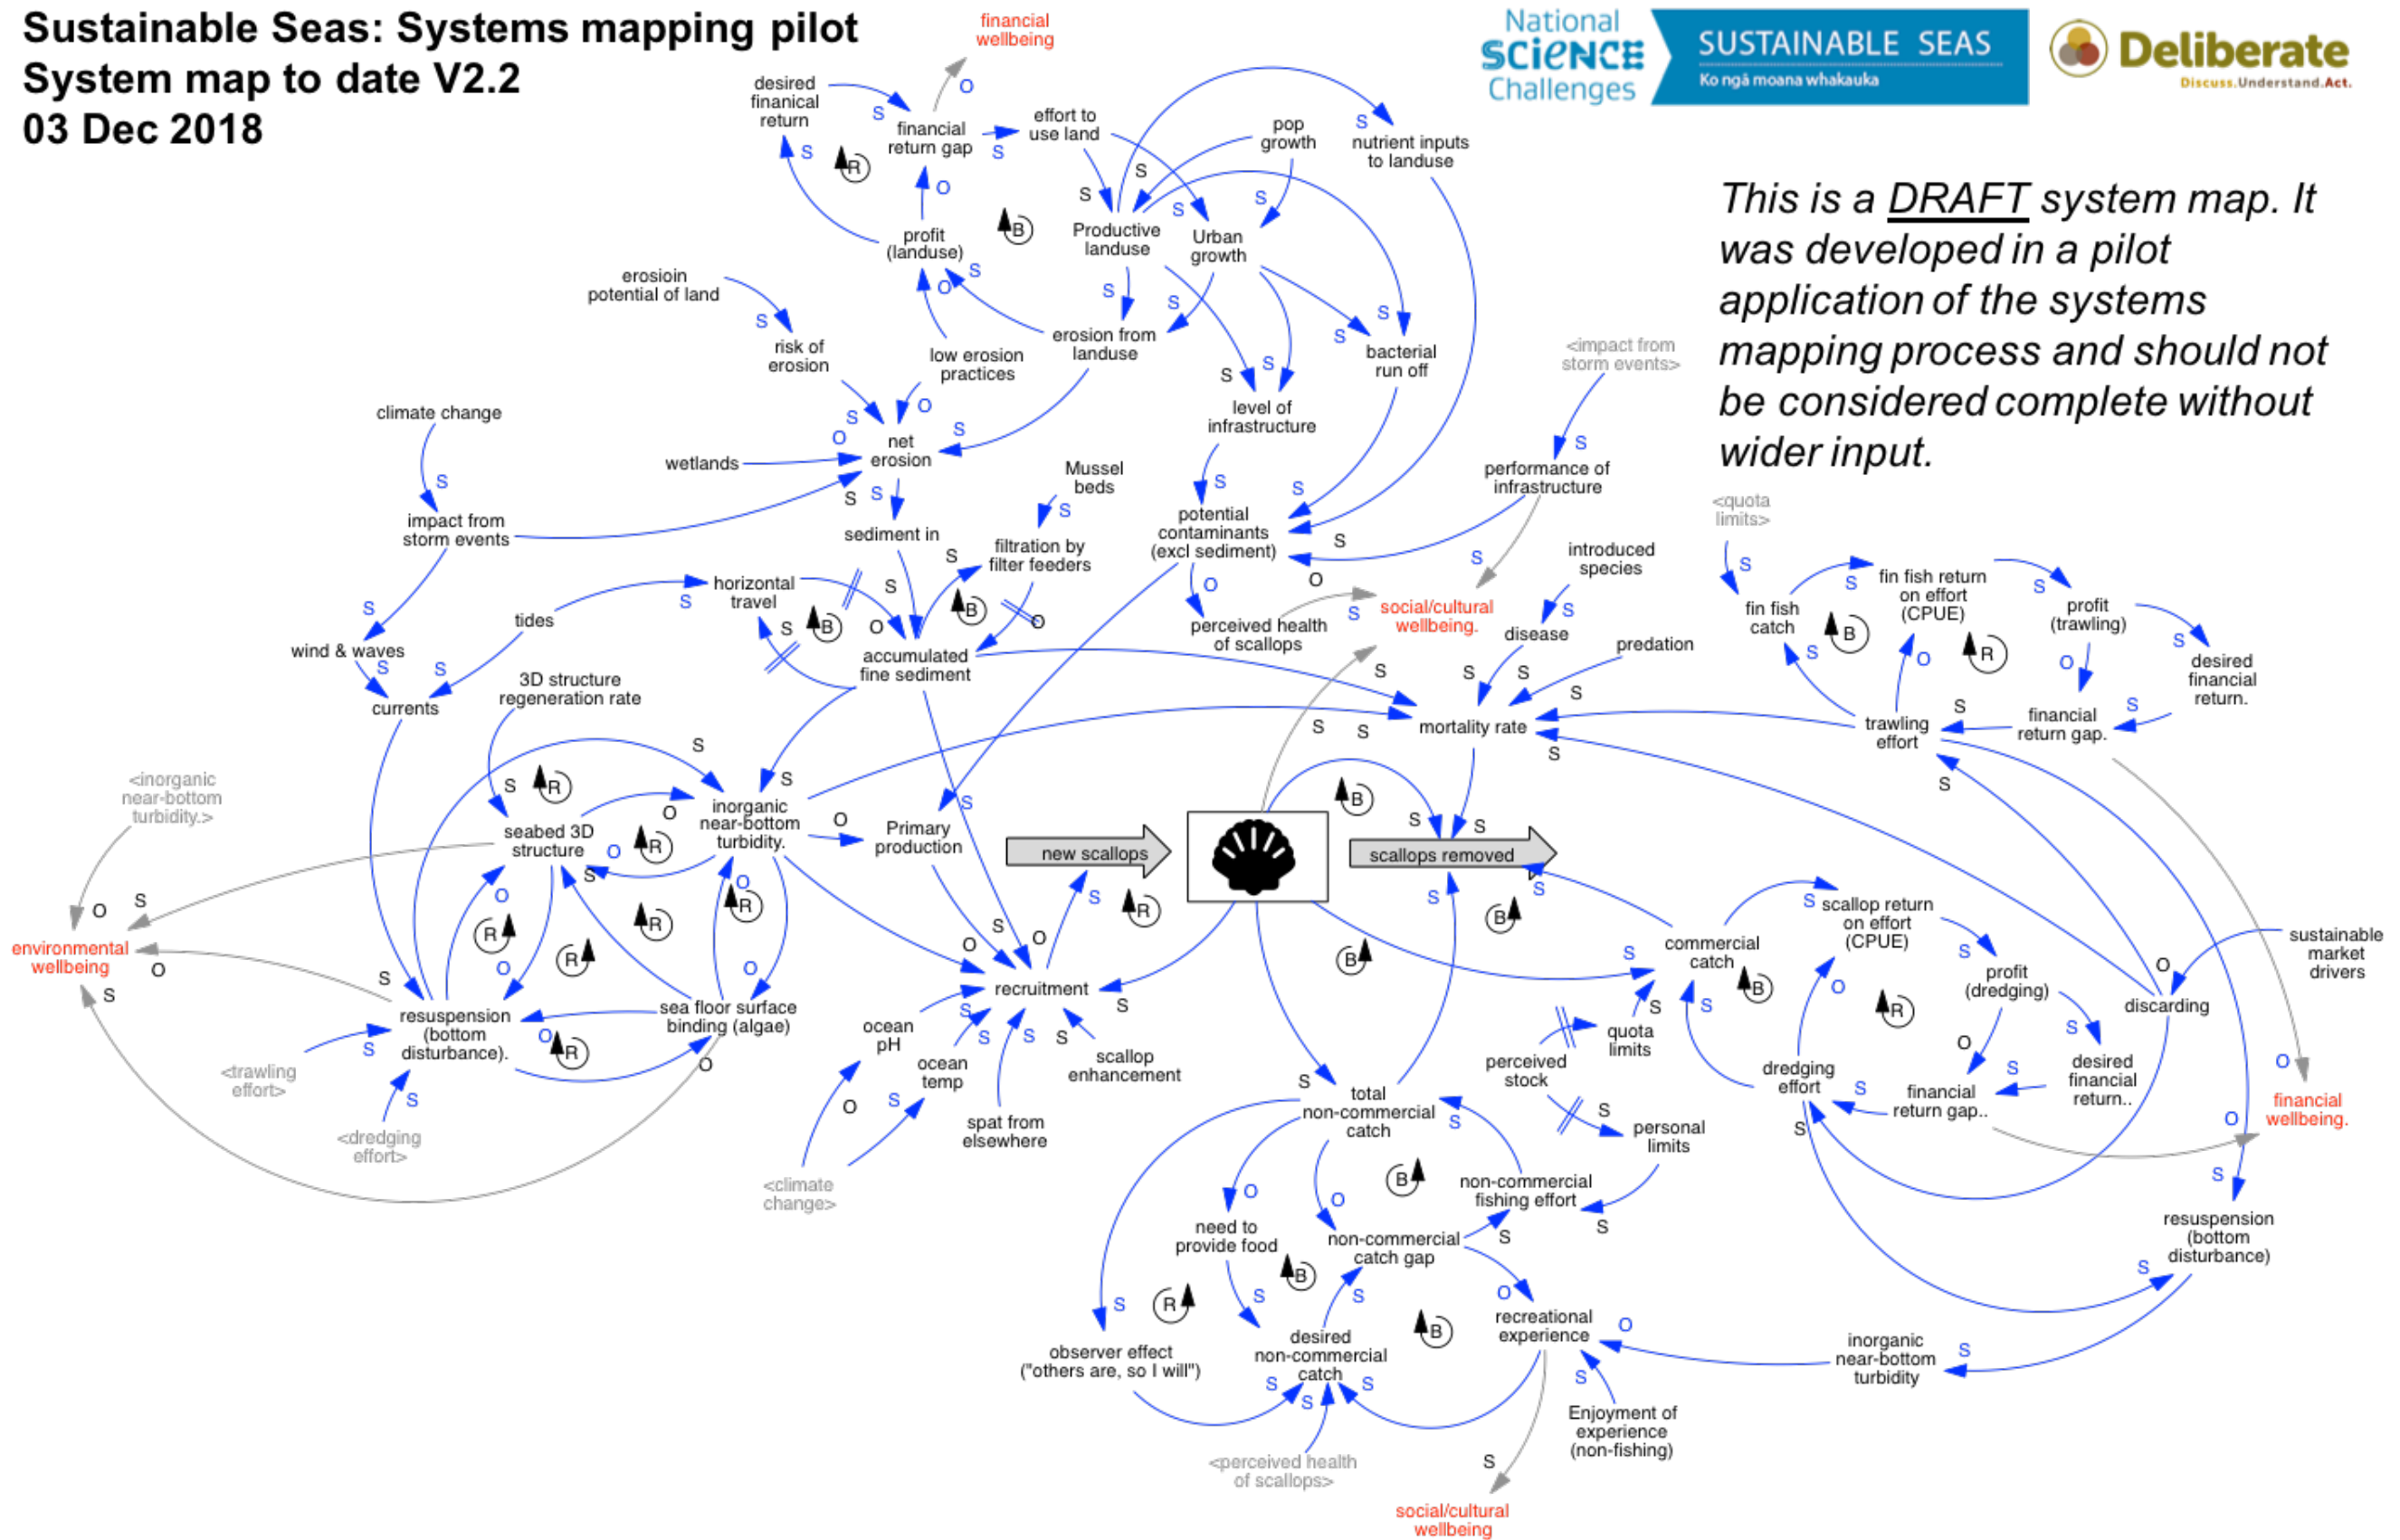 Sustainable Seas: Systems mapping pilot
System map to date V2.2
03 Dec 2018
National
SCIENCE
Challenges
SUSTAINABLE SEAS
Ko ngā moana whakauka
Deliberate
Discuss.Understand.Act.
This is a DRAFT system map. It
was developed in a pilot
application of the systems
mapping process and should not
be considered complete without
wider input.
financial
wellbeing
desired
finanical
return
financial
return gap
effort to
use land
pop
growth
nutrient inputs
to landuse
profit
(landuse)
Productive
landuse
Urban
growth
erosioin
potential of land
risk of
erosion
low erosion
practices
erosion from
landuse
bacterial
run off
<impact from
storm events>
climate change
level of
infrastructure
wetlands
net
erosion
Mussel
beds
performance of
infrastructure
<quota
limits>
impact from
storm events
sediment in
filtration by
filter feeders
potential
contaminants
(excl sediment)
introduced
species
horizontal
travel
tides
wind & waves
perceived health
of scallops
social/cultural
wellbeing.
disease
predation
fin fish
catch
fin fish return
on effort
(CPUE)
profit
(trawling)
desired
financial
return.
accumulated
fine sediment
3D structure
regeneration rate
currents
mortality rate
trawling
effort
financial
return gap.
<inorganic
near-bottom
turbidity.>
seabed 3D
structure
inorganic
near-bottom
turbidity.
Primary
production
new scallops
scallops removed
environmental
wellbeing
resuspension
(bottom
disturbance).
sea floor surface
binding (algae)
recruitment
commercial
catch
scallop return
on effort
(CPUE)
profit
(dredging)
sustainable
market
drivers
discarding
<trawling
effort>
<dredging
effort>
ocean
pH
ocean
temp
spat from
elsewhere
scallop
enhancement
<climate
change>
perceived
stock
quota
limits
personal
limits
dredging
effort
financial
return gap..
desired
financial
return..
financial
wellbeing.
total
non-commercial
catch
non-commercial
fishing effort
need to
provide food
non-commercial
catch gap
resuspension
(bottom
disturbance)
observer effect
("others are, so I will")
desired
non-commercial
catch
recreational
experience
inorganic
near-bottom
turbidity
Enjoyment of
experience
(non-fishing)
<perceived health
of scallops>
social/cultural
wellbeing